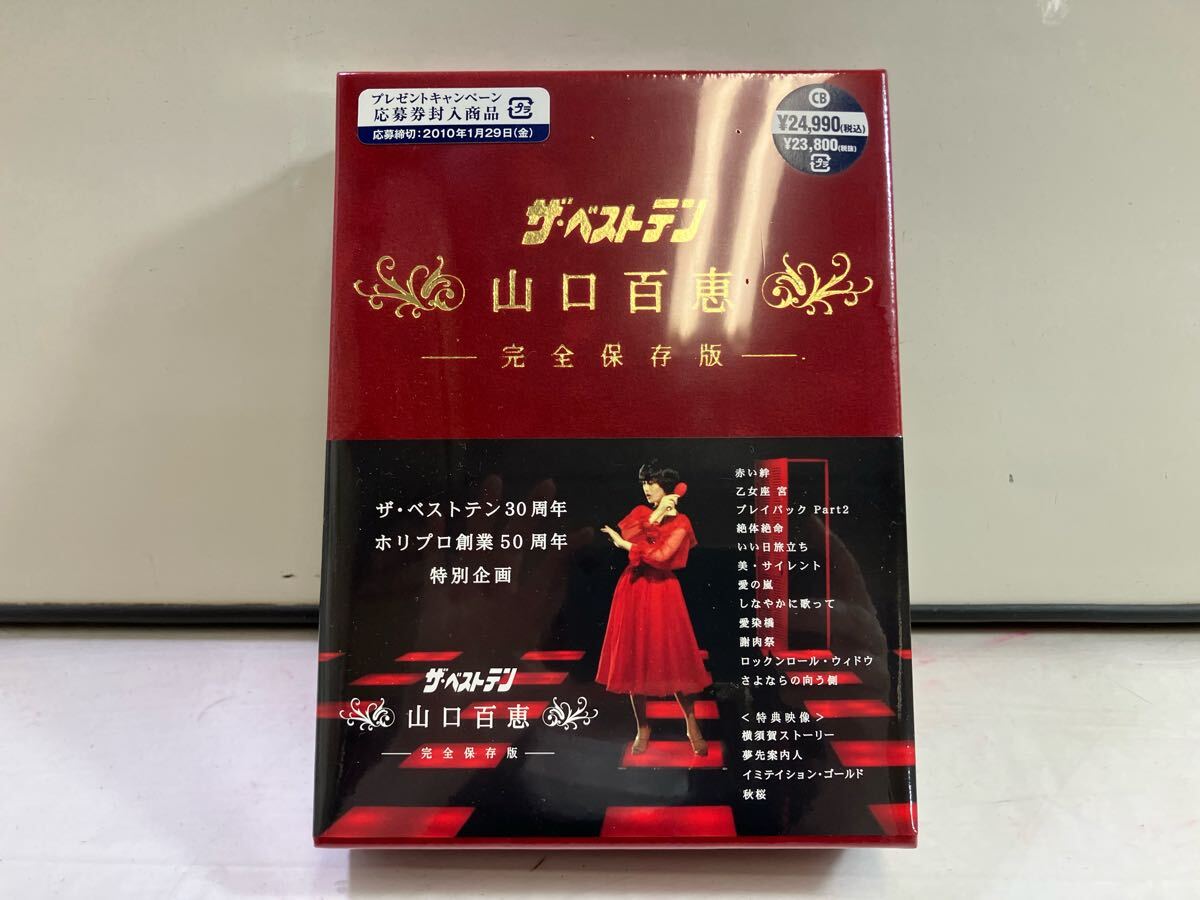 プレゼントキャンペーン
応募券封入商品
プラ
応募締切：2010年1月29日(金)
CB
¥24,990(税込)
¥23,800(税抜)
プラ
ザ・ベストテン
山口百恵
完全保存版
ザ・ベストテン30周年
ホリプロ創業50周年
特別企画
ザ・ベストテン
山口百恵
完全保存版
赤い絆
乙女座 宮
プレイバック Part2
絶体絶命
いい日旅立ち
美・サイレント
愛の嵐
しなやかに歌って
愛染橋
謝肉祭
ロックンロール・ウィドウ
さよならの向う側
＜特典映像＞
横須賀ストーリー
夢先案内人
イミテイション・ゴールド
秋桜